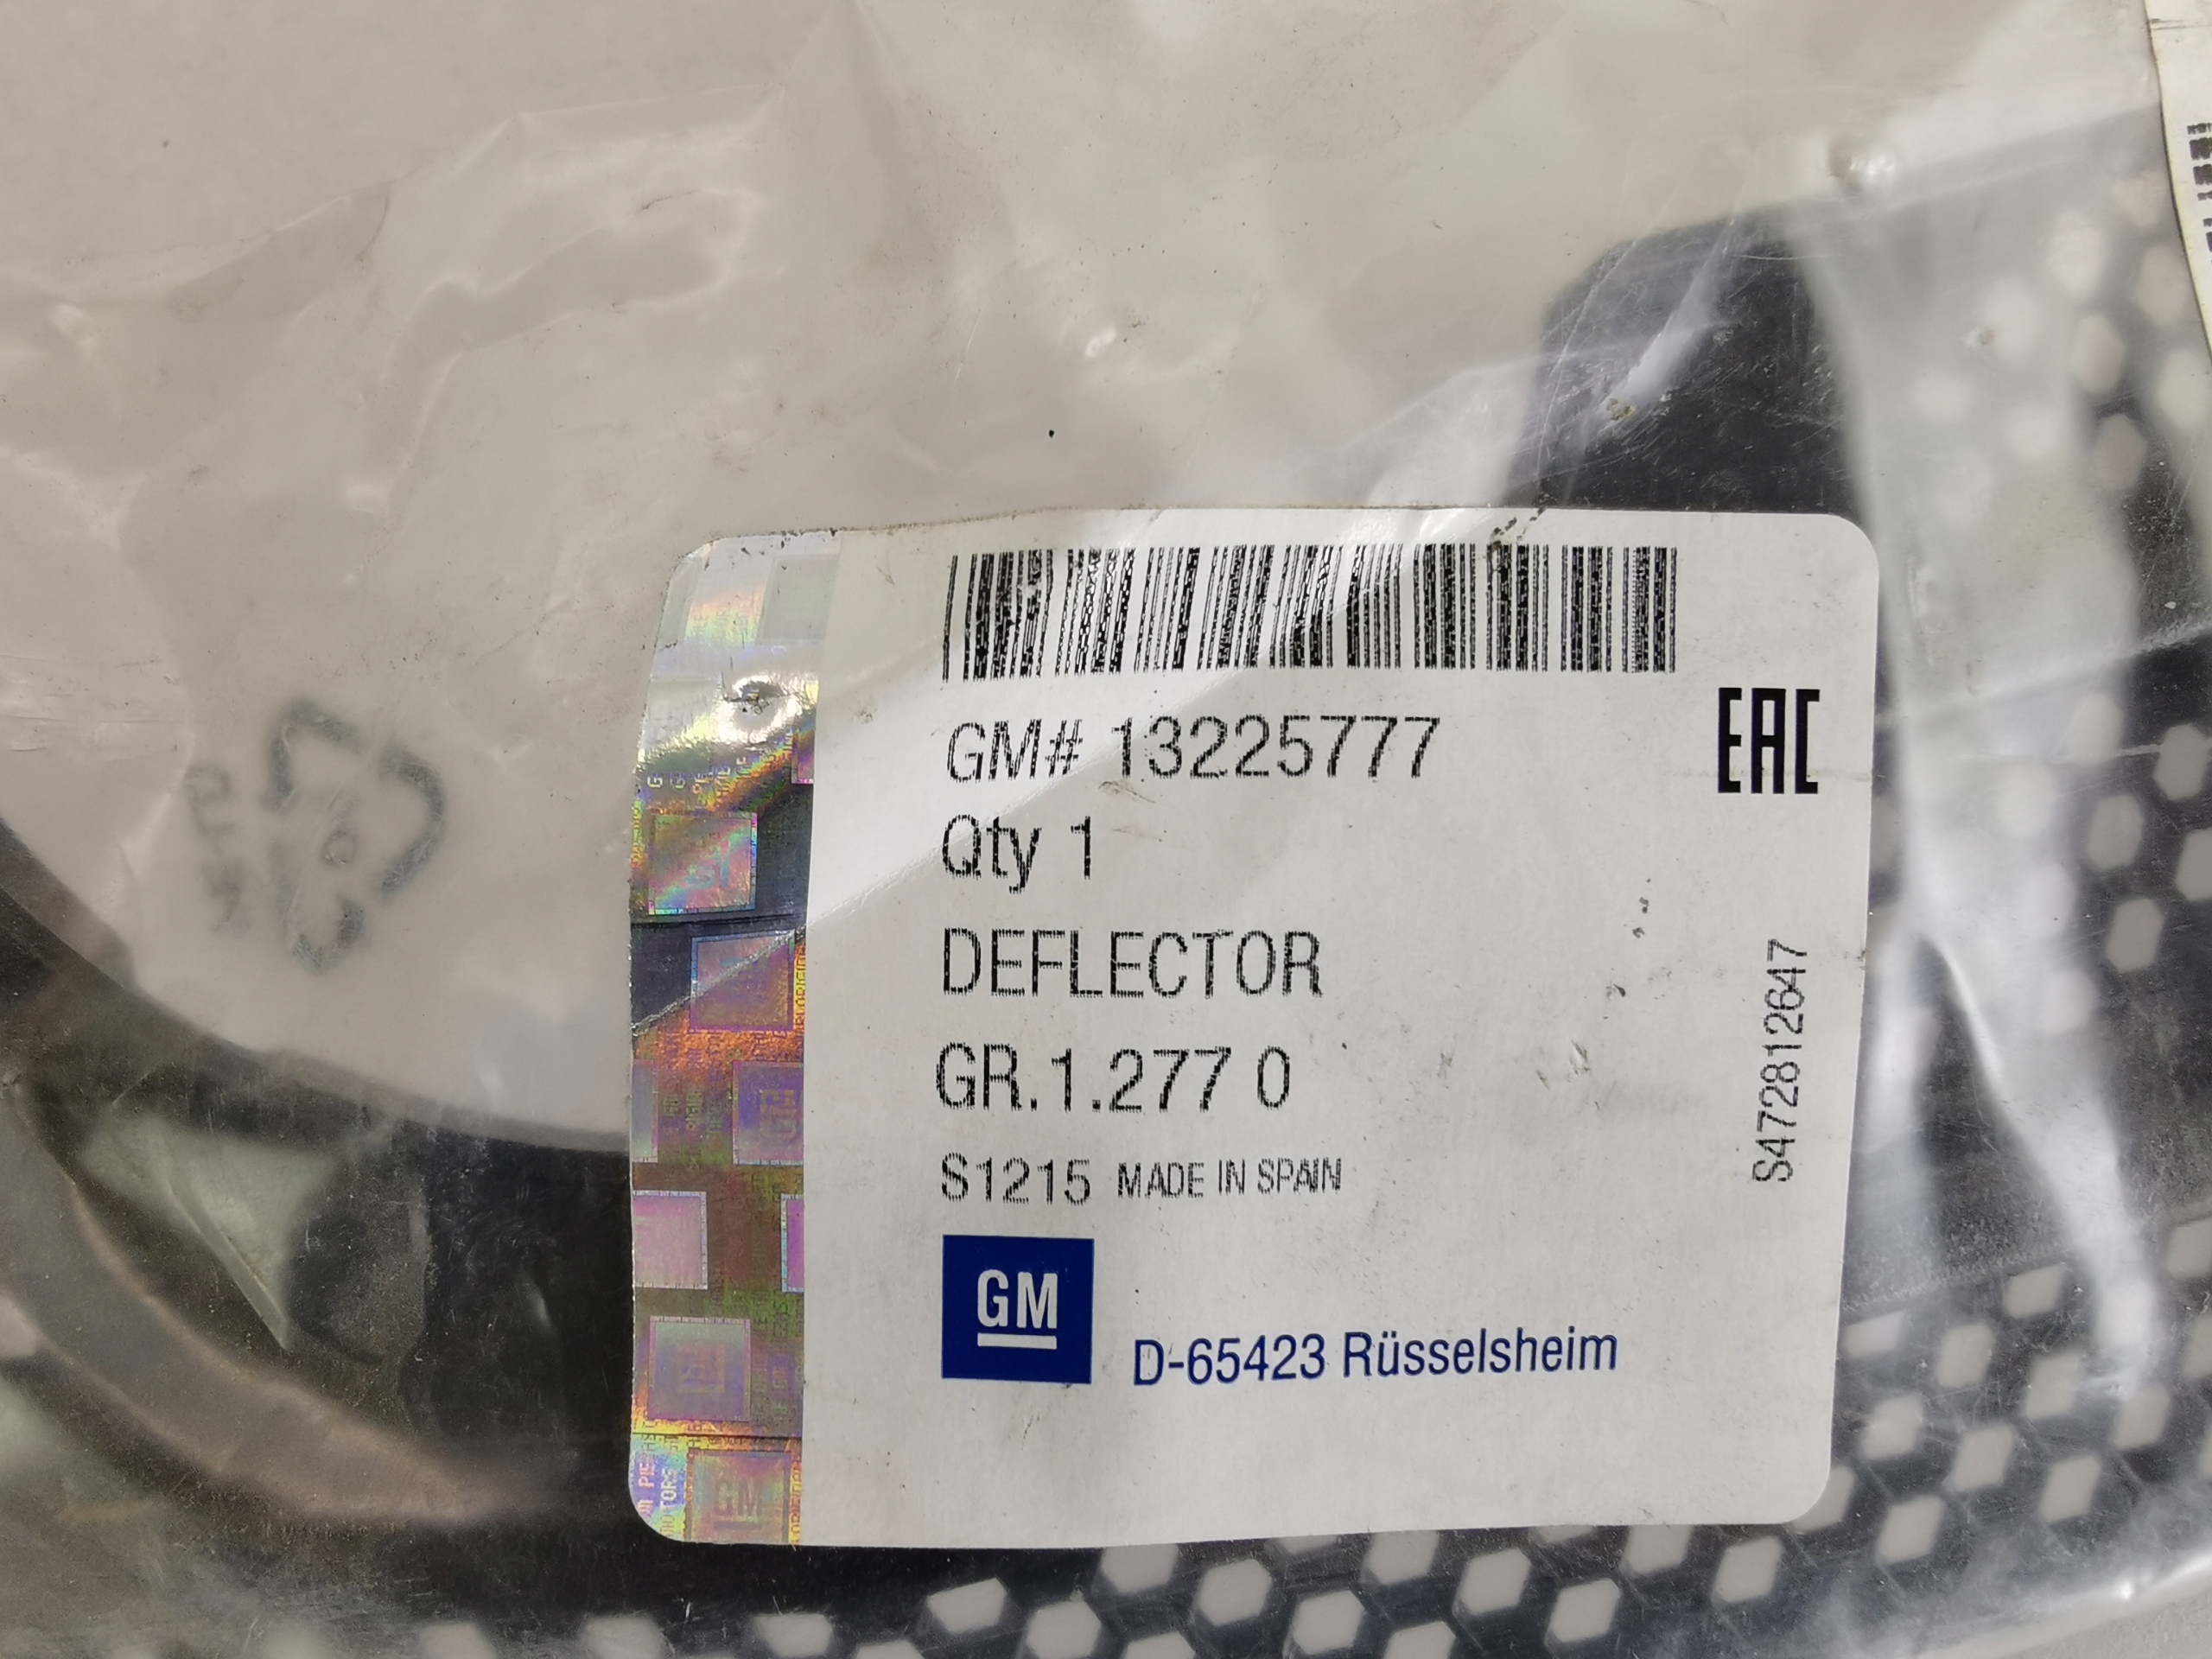 GM# 13225777
EAC
Qty 1
DEFLECTOR
GR.1.277 0
S1215 MADE IN SPAIN
S472812647
GM
D-65423 Rüsselsheim